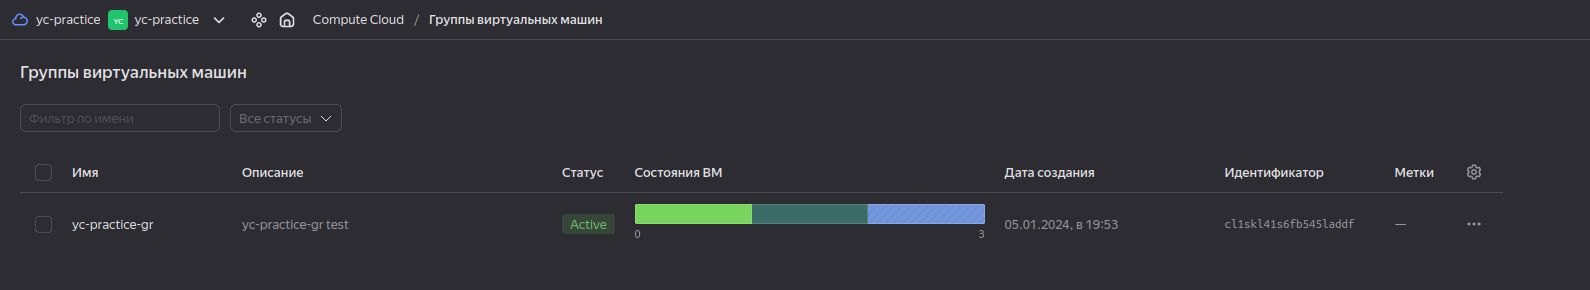 yc-practice YC yc-practice Compute Cloud / Группы виртуальных машин
Группы виртуальных машин
Фильтр по имени Все статусы
Имя Описание Статус Состояния ВМ Дата создания Идентификатор Метки
yc-practice-gr yc-practice-gr test Active 05.01.2024, в 19:53 cl1skl41s6fb545laddf —
0 3